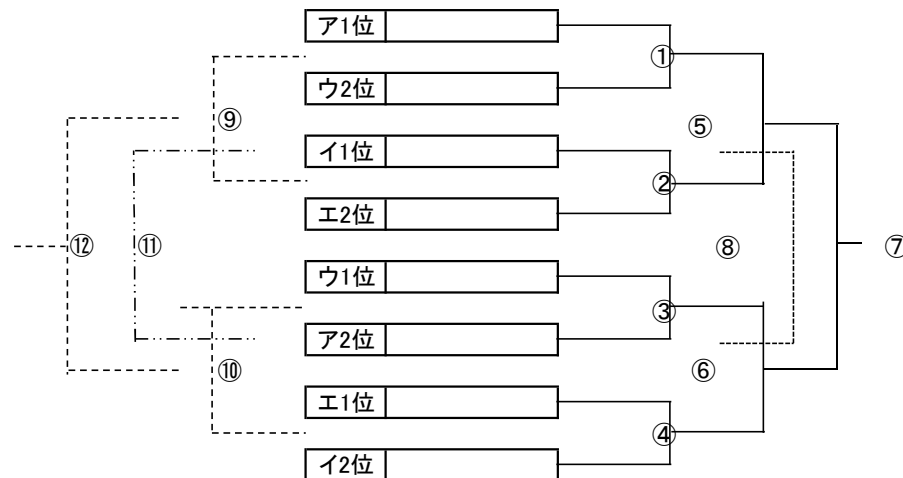 ア1位
①
ウ2位
⑨
⑤
イ1位
②
エ2位
⑫
⑪
⑧
⑦
ウ1位
③
ア2位
⑩
⑥
エ1位
④
イ2位